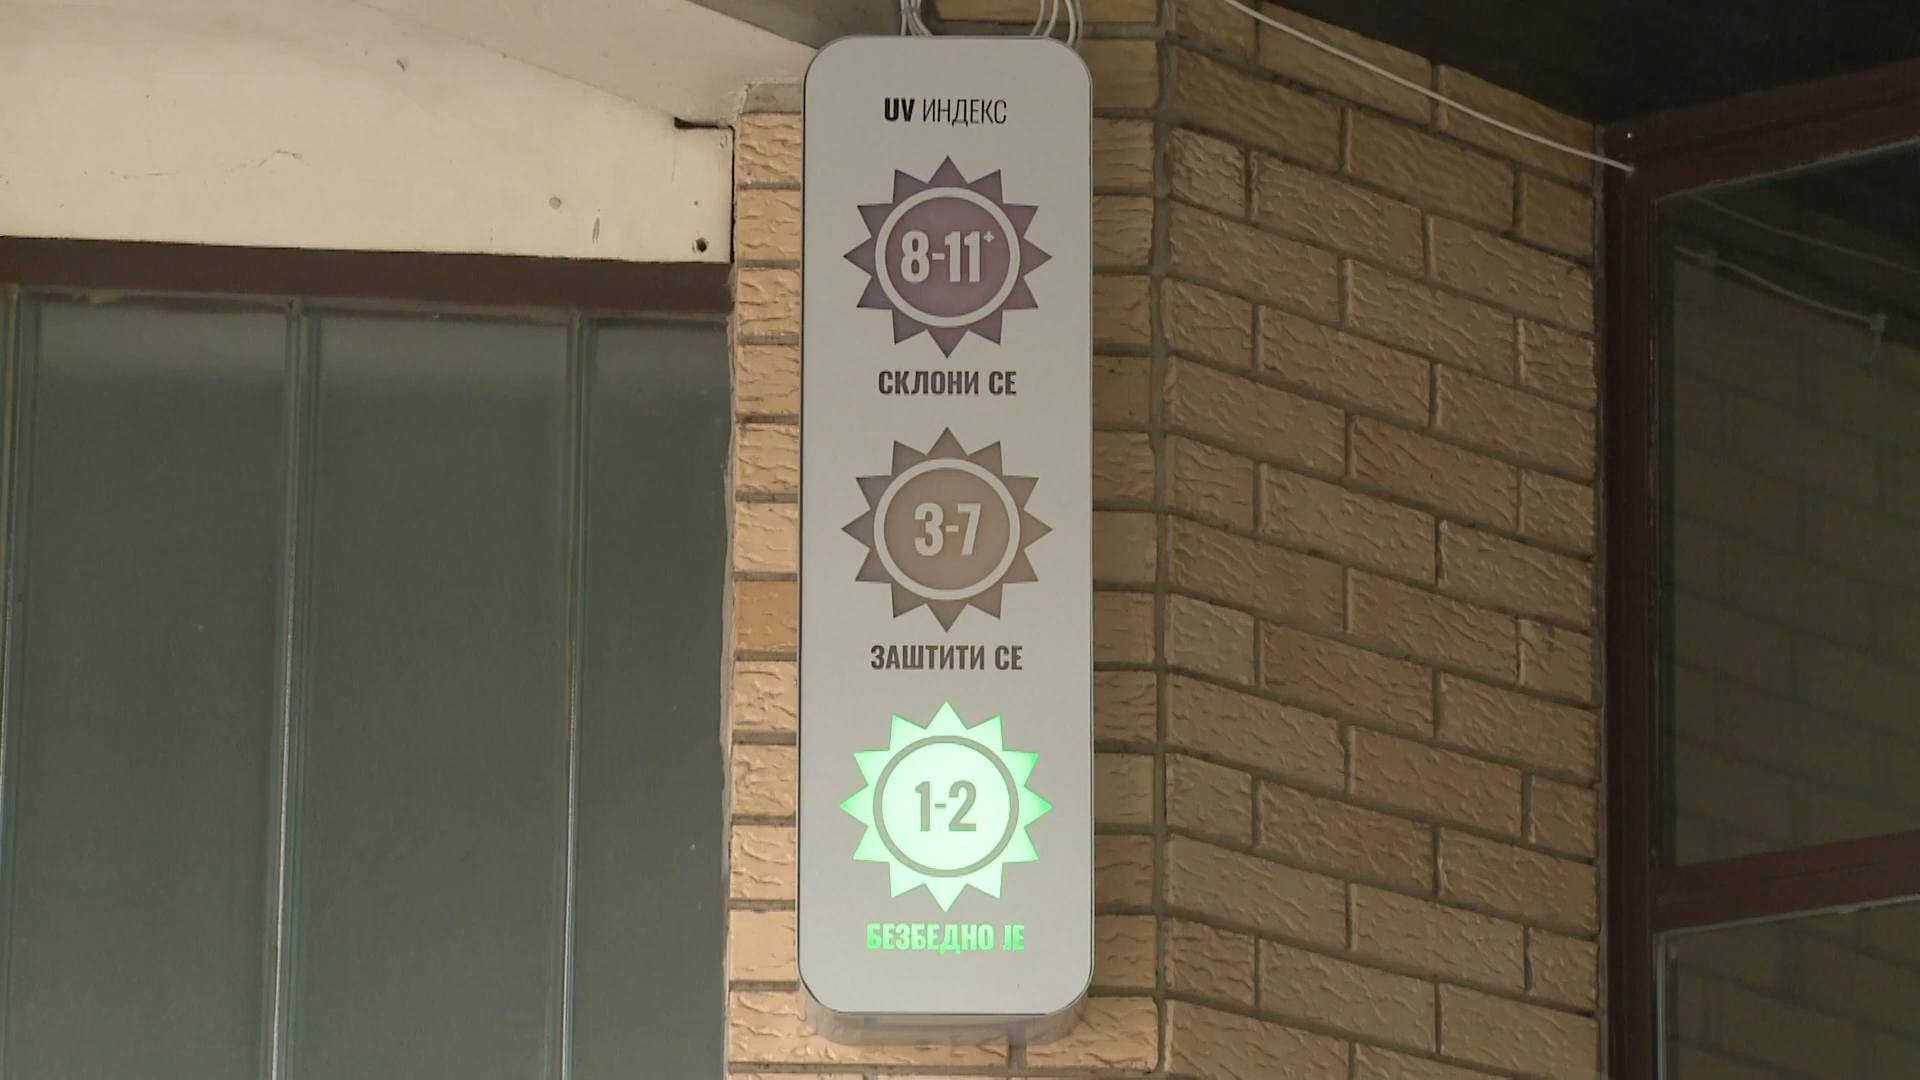 UV ИНДЕКС
8-11+
СКЛОНИ СЕ
3-7
ЗАШТИТИ СЕ
1-2
БЕЗБЕДНО ЈЕ